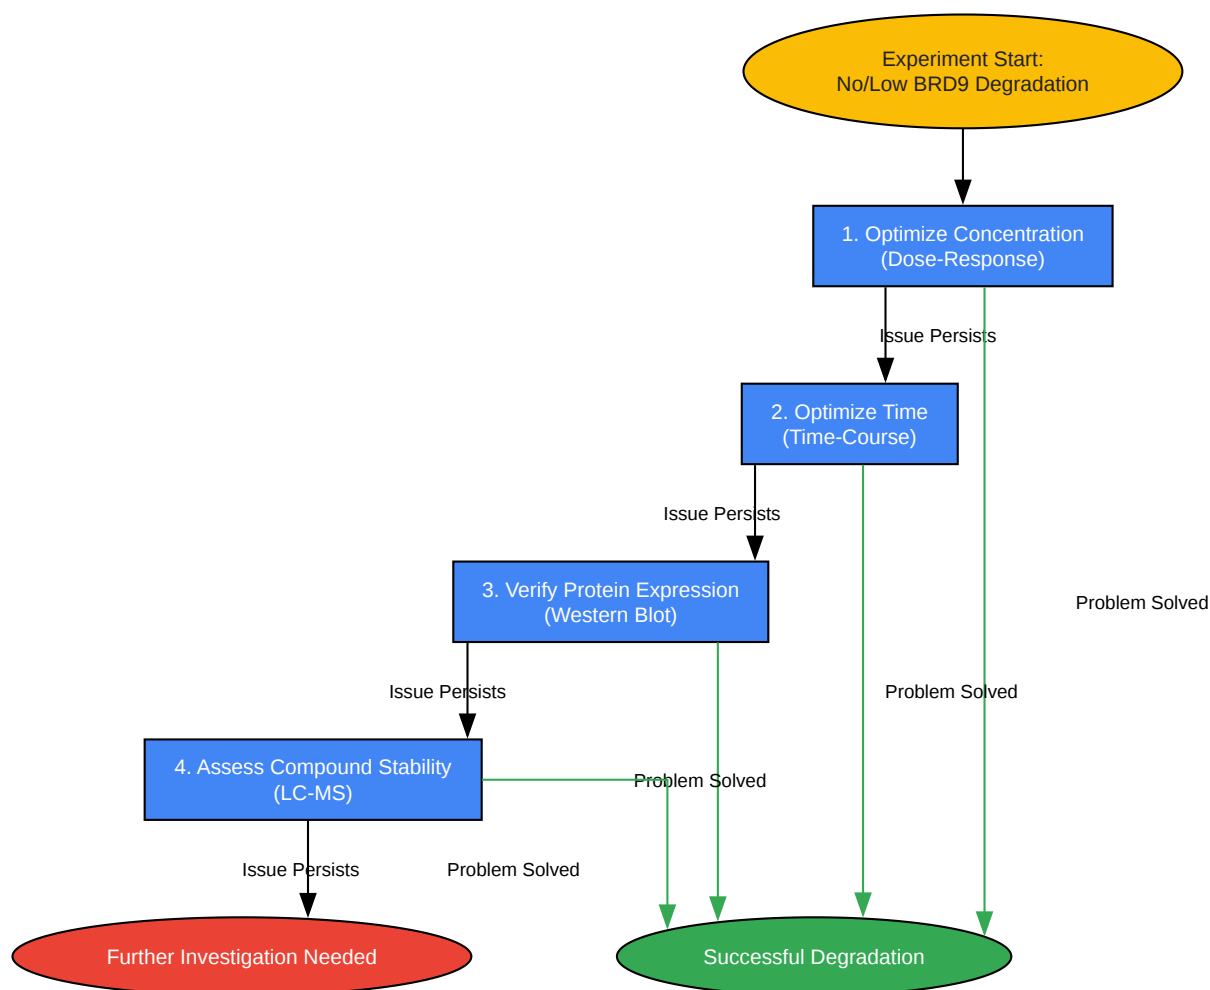 Experiment Start:
No/Low BRD9 Degradation
1. Optimize Concentration
(Dose-Response)
Issue Persists
2. Optimize Time
(Time-Course)
Issue Persists
3. Verify Protein Expression
(Western Blot)
Problem Solved
Issue Persists
Problem Solved
4. Assess Compound Stability
(LC-MS)
Problem Solved
Issue Persists
Problem Solved
Further Investigation Needed
Successful Degradation